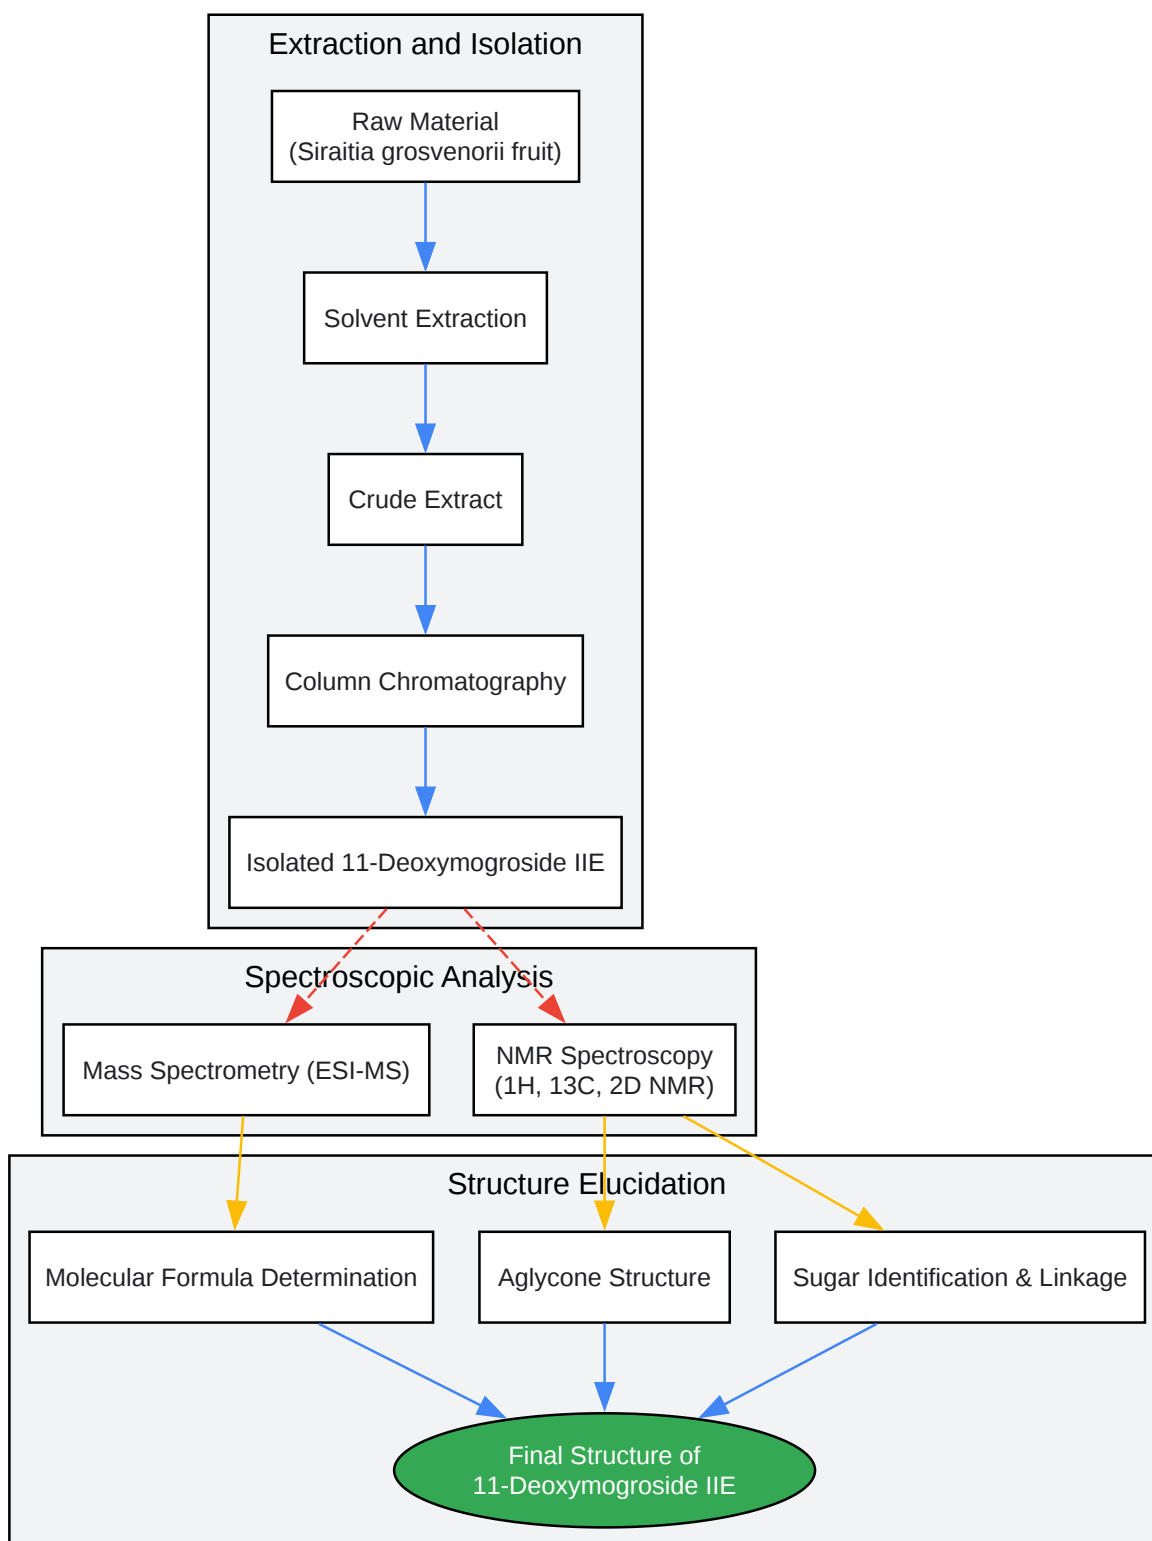 Extraction and Isolation
Raw Material
(Siraitia grosvenorii fruit)
Solvent Extraction
Crude Extract
Column Chromatography
Isolated 11-Deoxymogroside IIE
Spectroscopic Analysis
Mass Spectrometry (ESI-MS)
NMR Spectroscopy
(1H, 13C, 2D NMR)
Structure Elucidation
Molecular Formula Determination
Aglycone Structure
Sugar Identification & Linkage
Final Structure of
11-Deoxymogroside IIE